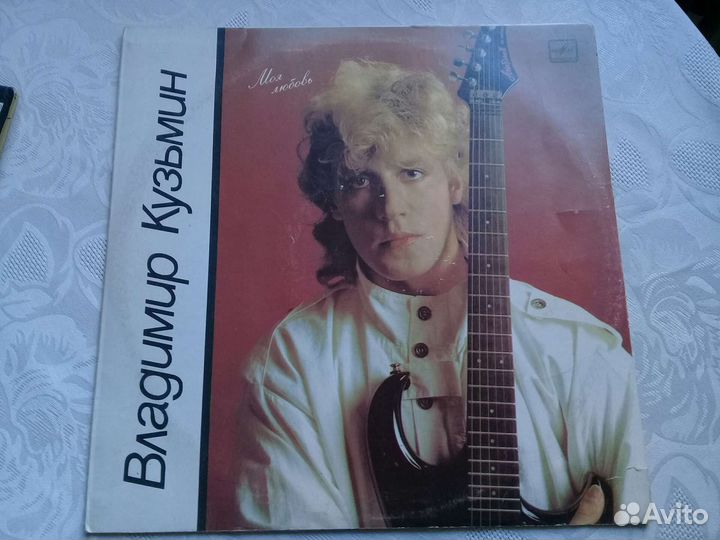 Владимир Кузьмин
Моя
любовь
Avito